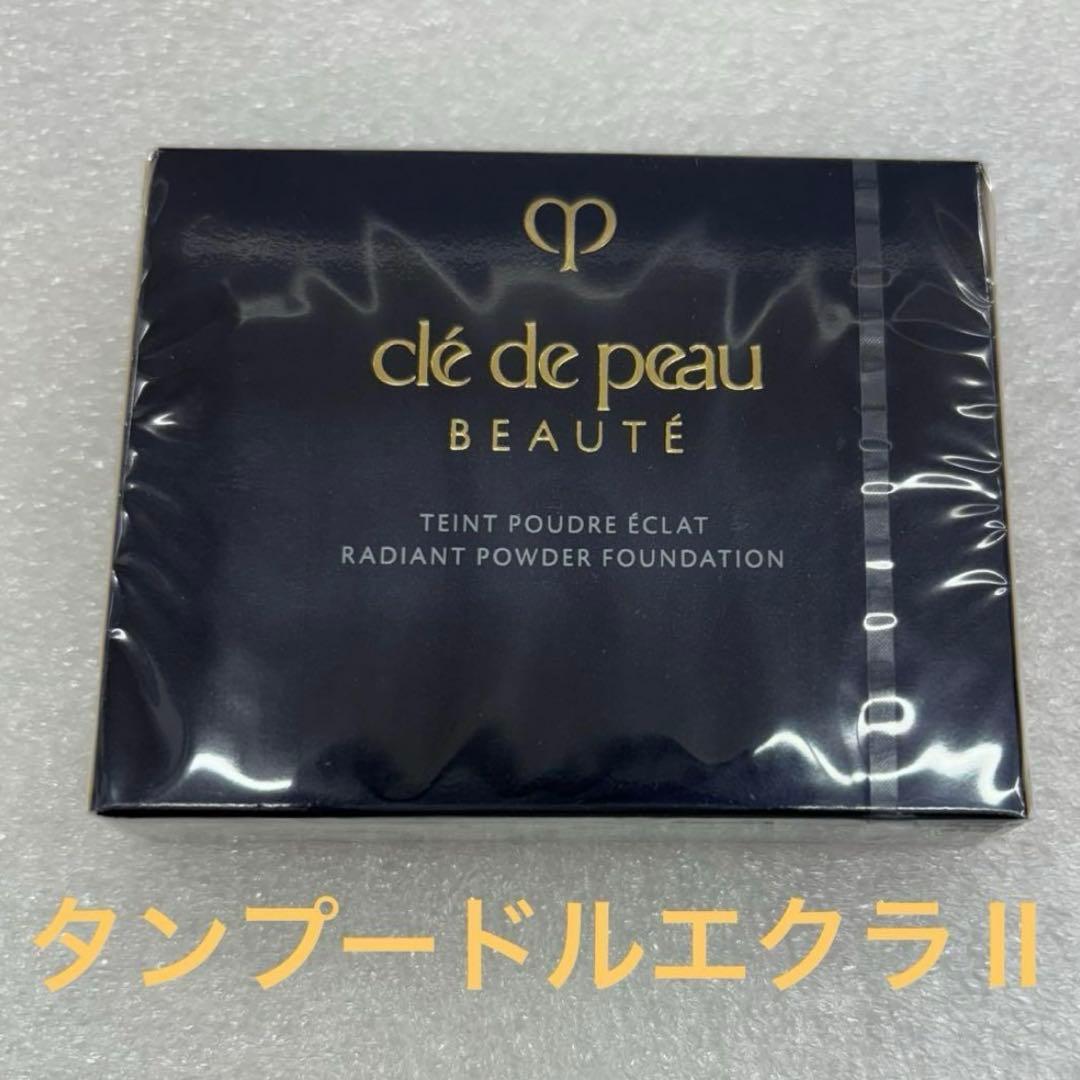 clé de peau
BEAUTÉ
TEINT POUDRE ÉCLAT
RADIANT POWDER FOUNDATION
タンプードルエクラⅡ